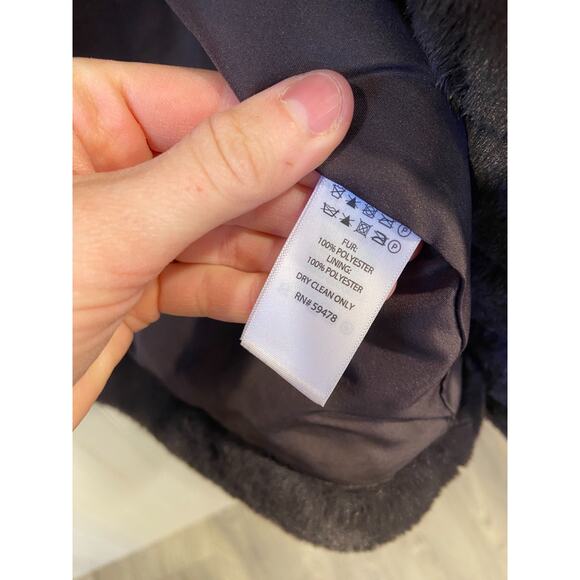 FUR:
100% POLYESTER
LINING:
100% POLYESTER
DRY CLEAN ONLY
RN# 59478